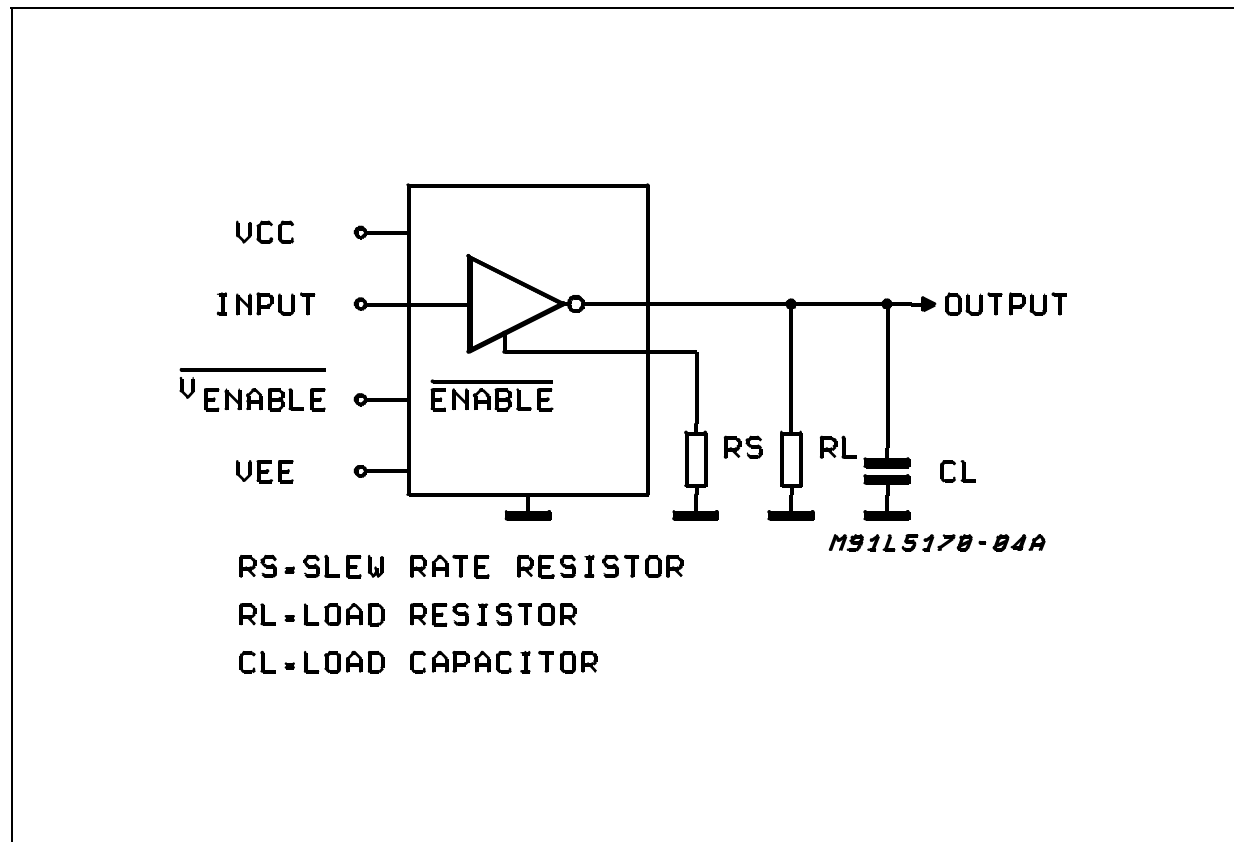 VCC
INPUT
OUTPUT
VENABLE
ENABLE
RS
RL
VEE
CL
M91L5170-04A
RS=SLEW RATE RESISTOR
RL=LOAD RESISTOR
CL=LOAD CAPACITOR